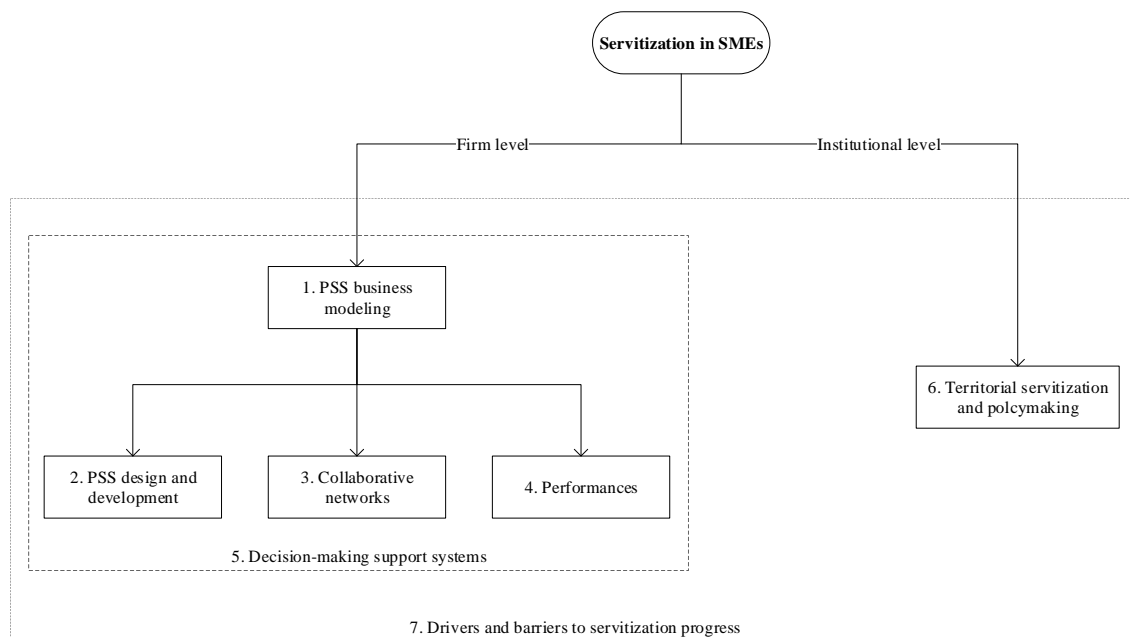 Servitization in SMEs
Firm level
Institutional level
1. PSS business
modeling
6. Territorial servitization
and polcymaking
2. PSS design and
development
3. Collaborative
networks
4. Performances
5. Decision-making support systems
7. Drivers and barriers to servitization progress